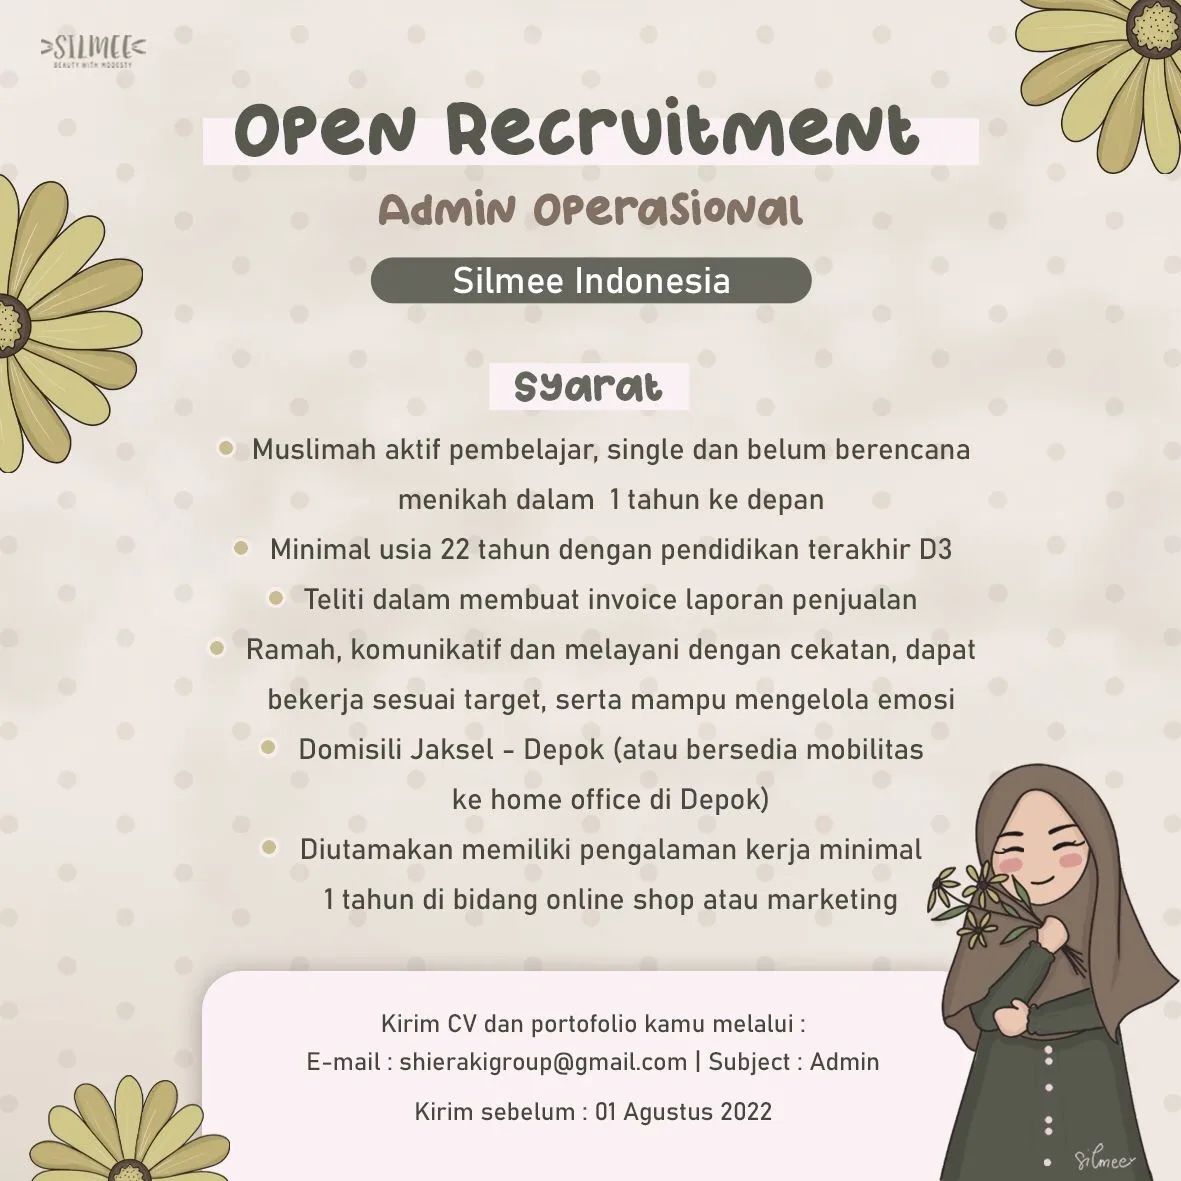 >SILMEE<
BEAUTY WITH MODESTY
Open Recruitment
Admin Operasional
Silmee Indonesia
Syarat
Muslimah aktif pembelajar, single dan belum berencana
menikah dalam 1 tahun ke depan
Minimal usia 22 tahun dengan pendidikan terakhir D3
Teliti dalam membuat invoice laporan penjualan
Ramah, komunikatif dan melayani dengan cekatan, dapat
bekerja sesuai target, serta mampu mengelola emosi
Domisili Jaksel - Depok (atau bersedia mobilitas
ke home office di Depok)
Diutamakan memiliki pengalaman kerja minimal
1 tahun di bidang online shop atau marketing
Kirim CV dan portofolio kamu melalui :
E-mail : shierakigroup@gmail.com | Subject : Admin
Kirim sebelum : 01 Agustus 2022
Silmee